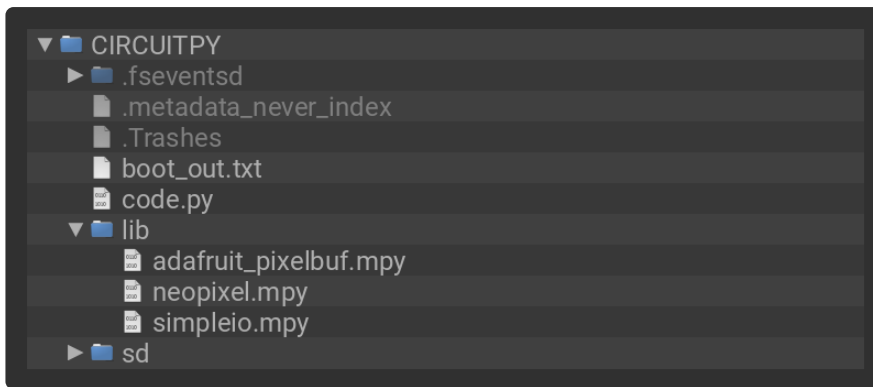 CIRCUITPY
.fseventsd
.metadata_never_index
.Trashes
boot_out.txt
code.py
lib
adafruit_pixelbuf.mpy
neopixel.mpy
simpleio.mpy
sd